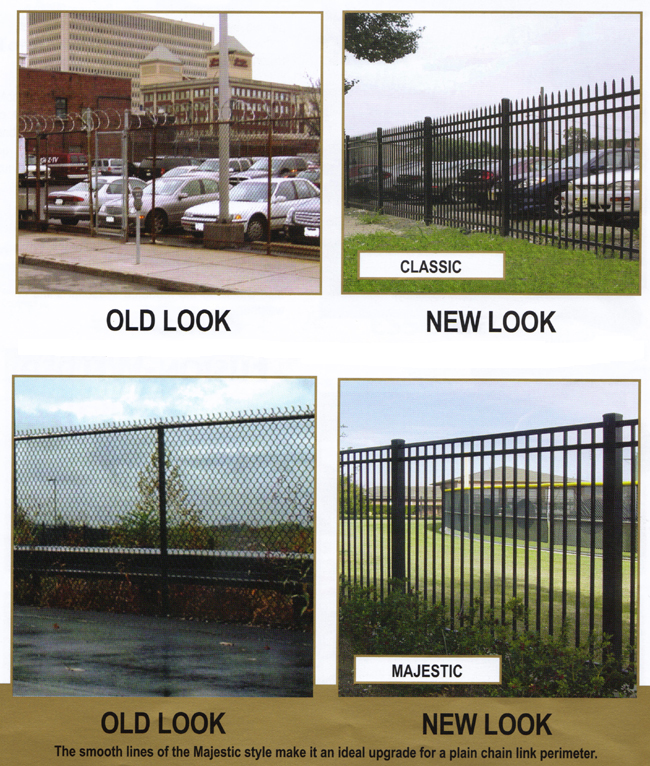 CLASSIC
OLD LOOK
NEW LOOK
MAJESTIC
OLD LOOK
NEW LOOK
The smooth lines of the Majestic style make it an ideal upgrade for a plain chain link perimeter.